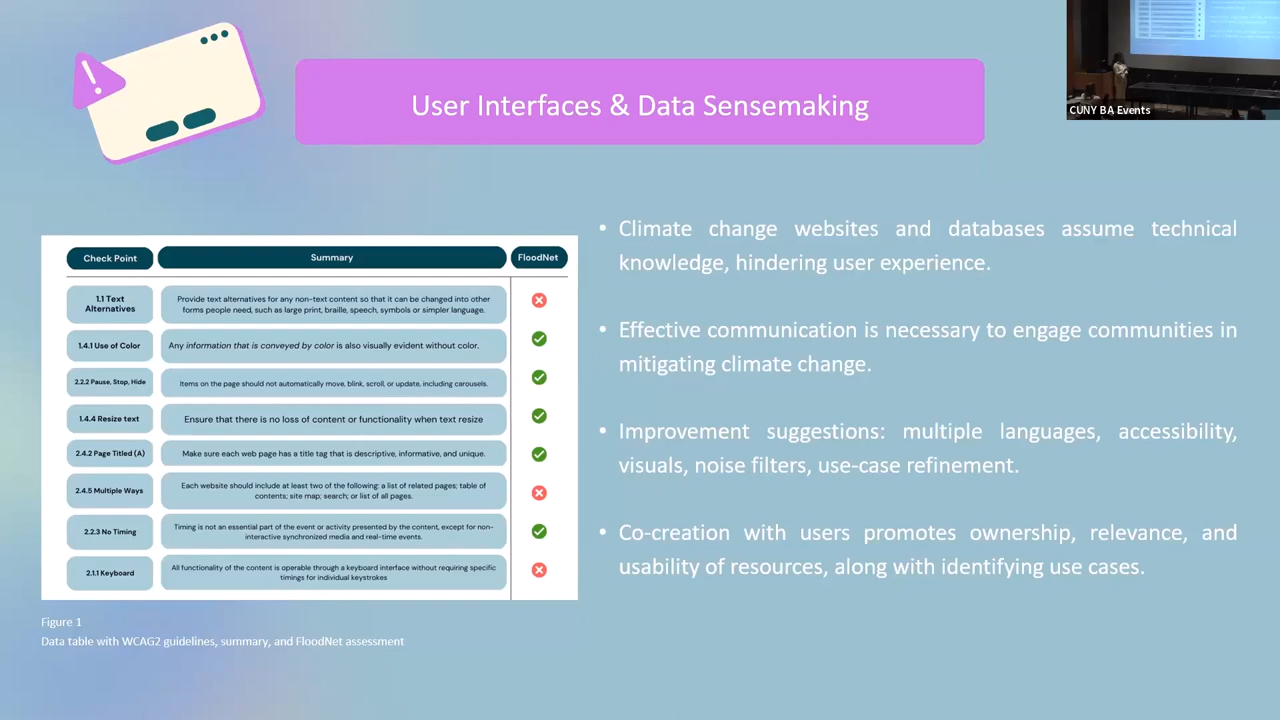 CUNY BA Events
User Interfaces & Data Sensemaking
Check Point
Summary
FloodNet
1.1 Text
Alternatives
Provide text alternatives for any non-text content so that it can be changed into other
forms people need, such as large print, braille, speech, symbols or simpler language.
1.4.1 Use of Color
Any information that is conveyed by color is also visually evident without color.
2.2.2 Pause, Stop, Hide
Items on the page should not automatically move, blink, scroll, or update, including carousels.
1.4.4 Resize text
Ensure that there is no loss of content or functionality when text resize
2.4.2 Page Titled (A)
Make sure each web page has a title tag that is descriptive, informative, and unique.
2.4.5 Multiple Ways
Each website should include at least two of the following: a list of related pages; table of
contents; site map; search; or list of all pages.
2.2.3 No Timing
Timing is not an essential part of the event or activity presented by the content, except for non-
interactive synchronized media and real-time events.
2.1.1 Keyboard
All functionality of the content is operable through a keyboard interface without requiring specific
timings for individual keystrokes
Figure 1
Data table with WCAG2 guidelines, summary, and FloodNet assessment
• Climate change websites and databases assume technical
knowledge, hindering user experience.
• Effective communication is necessary to engage communities in
mitigating climate change.
• Improvement suggestions: multiple languages, accessibility,
visuals, noise filters, use-case refinement.
• Co-creation with users promotes ownership, relevance, and
usability of resources, along with identifying use cases.